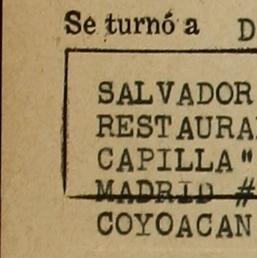 Se turnó a D
SALVADOR
RESTAURA
CAPILLA"
MADRID #
COYOACAN